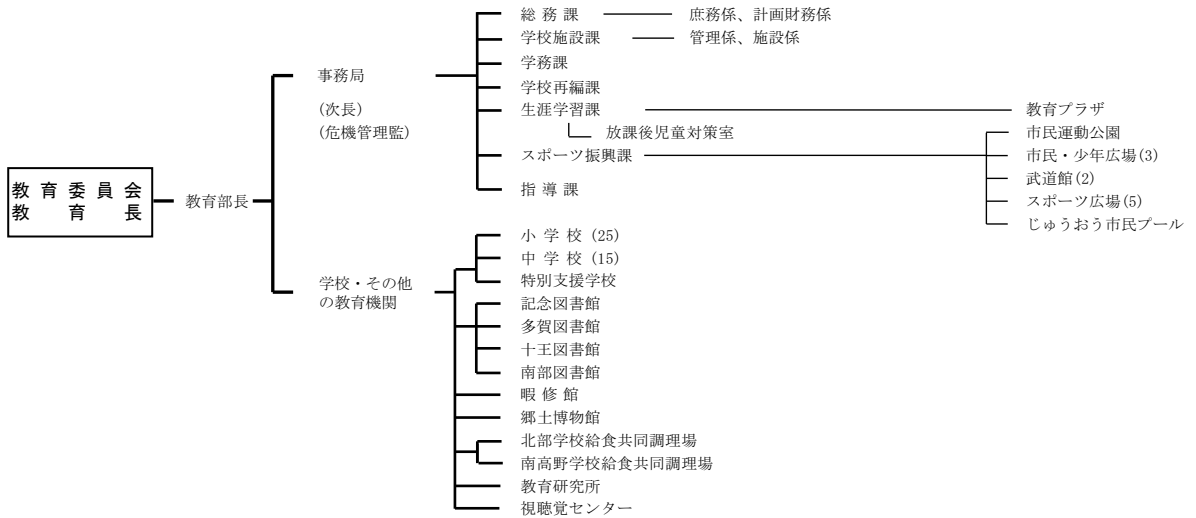 教育委員会
教育長
教育部長
事務局
(次長)
(危機管理監)
総務課 庶務係、計画財務係
学校施設課 管理係、施設係
学務課
学校再編課
生涯学習課 教育プラザ
放課後児童対策室
スポーツ振興課
市民運動公園
市民・少年広場(3)
武道館(2)
スポーツ広場(5)
じゅうおう市民プール
指導課
学校・その他
の教育機関
小学校 (25)
中学校 (15)
特別支援学校
記念図書館
多賀図書館
十王図書館
南部図書館
暇修館
郷土博物館
北部学校給食共同調理場
南高野学校給食共同調理場
教育研究所
視聴覚センター